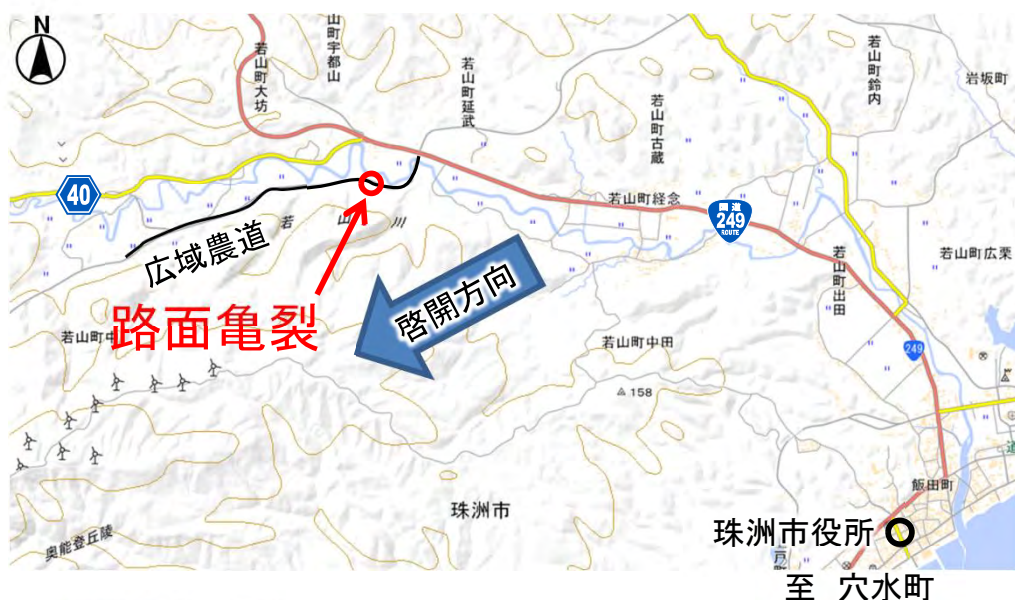 N
若山町大坊
山町宇都山
若山町延武
若山町古蔵
若山町鈴内
岩坂町
40
若山川
若山町経念
国道
249
ROUTE
広域農道
啓開方向
若山町出田
若山町広栗
路面亀裂
若山町中
若山町中田
249
158
飯田町
珠洲市
奥能登丘陵
珠洲市役所
至 穴水町